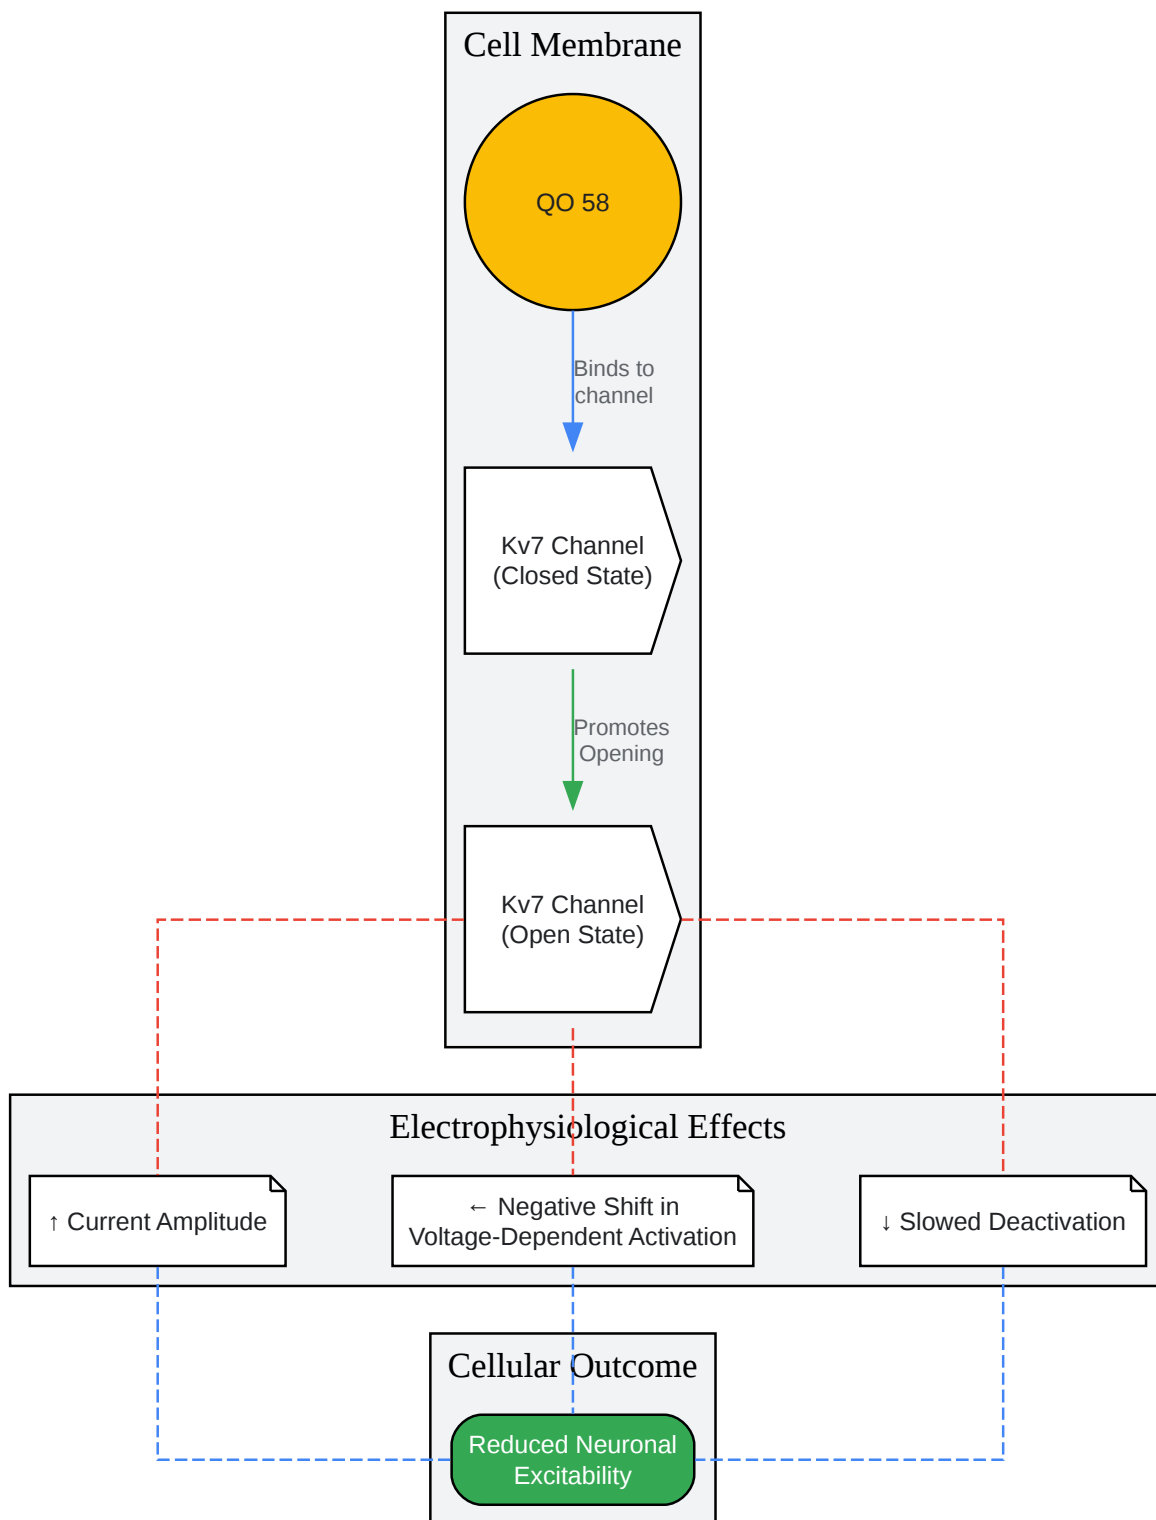 Cell Membrane
QO 58
Binds to
channel
Kv7 Channel
(Closed State)
Promotes
Opening
Kv7 Channel
(Open State)
Electrophysiological Effects
↑ Current Amplitude
← Negative Shift in
Voltage-Dependent Activation
↓ Slowed Deactivation
Cellular Outcome
Reduced Neuronal
Excitability